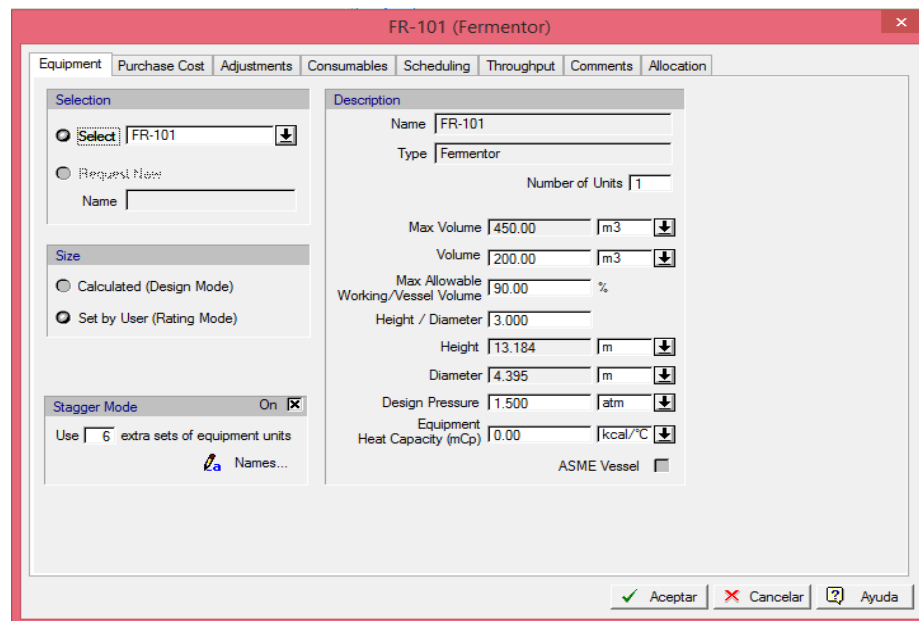 FR-101 (Fermentor)
Equipment Purchase Cost Adjustments Consumables Scheduling Throughput Comments Allocation
Selection
Select FR-101
Request New
Name
Size
Calculated (Design Mode)
Set by User (Rating Mode)
Stagger Mode On
Use 6 extra sets of equipment units
Names...
Description
Name FR-101
Type Fermentor
Number of Units 1
Max Volume 450.00 m3
Volume 200.00 m3
Max Allowable
Working/Vessel Volume 90.00 %
Height / Diameter 3.000
Height 13.184 m
Diameter 4.395 m
Design Pressure 1.500 atm
Equipment
Heat Capacity (mCp) 0.00 kcal/°C
ASME Vessel
Aceptar Cancelar Ayuda